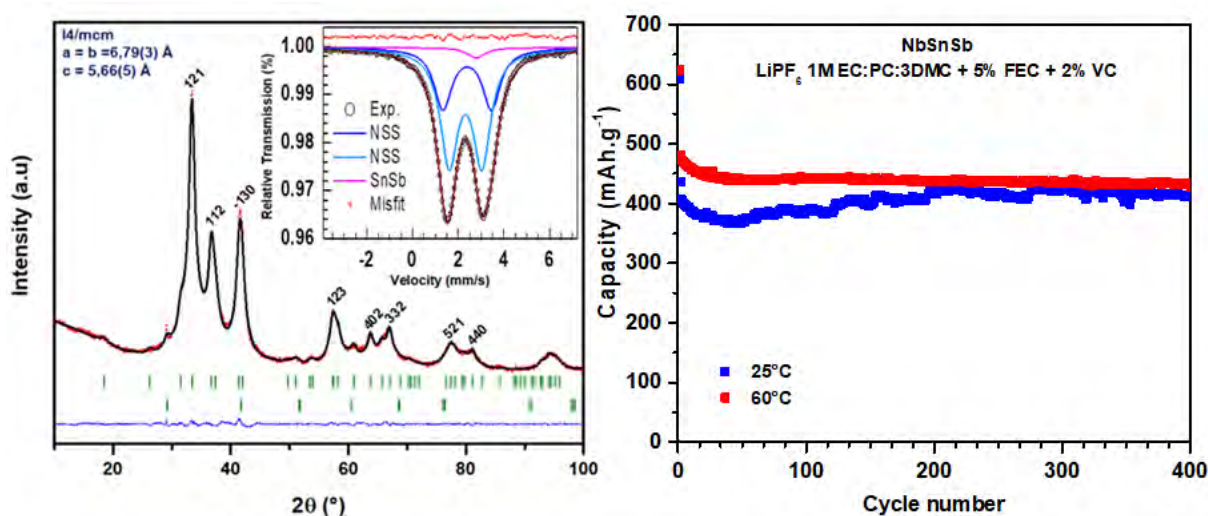 I4/mcm
a = b =6,79(3) Å
c = 5,66(5) Å
121
112
-130
123
402
332
521
440
Intensity (a.u)
20
40
60
80
100
2θ (°)
1.00
0.99
0.98
0.97
0.96
Relative Transmission (%)
Exp.
NSS
NSS
SnSb
Misfit
-2
0
2
4
6
Velocity (mm/s)
700
600
500
400
300
200
100
0
Capacity (mAh.g⁻¹)
NbSnSb
LiPF₆ 1M EC:PC:3DMC + 5% FEC + 2% VC
25°C
60°C
0
100
200
300
400
Cycle number